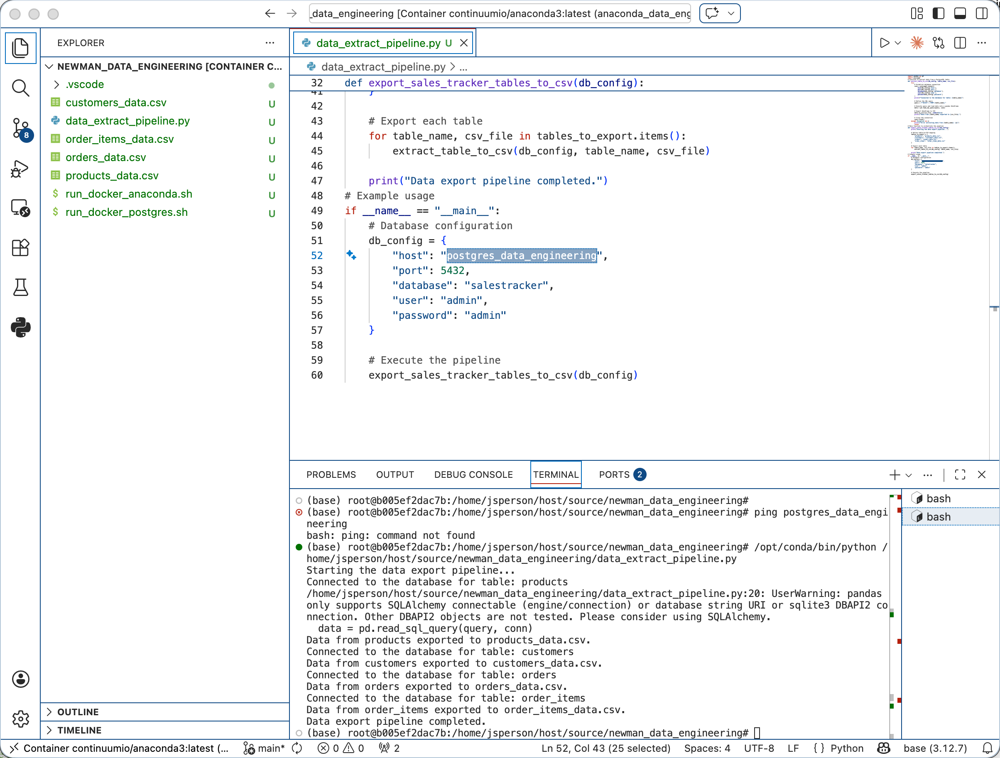 _data_engineering [Container continuumio/anaconda3:latest (anaconda_data_eng
EXPLORER
data_extract_pipeline.py U
NEWMAN_DATA_ENGINEERING [CONTAINER C...
.vscode
customers_data.csv U
data_extract_pipeline.py U
order_items_data.csv U
orders_data.csv U
products_data.csv U
run_docker_anaconda.sh U
run_docker_postgres.sh U
8
data_extract_pipeline.py > ...
32 def export_sales_tracker_tables_to_csv(db_config):
41 }
42
43 # Export each table
44 for table_name, csv_file in tables_to_export.items():
45 extract_table_to_csv(db_config, table_name, csv_file)
46
47 print("Data export pipeline completed.")
48 # Example usage
49 if __name__ == "__main__":
50 # Database configuration
51 db_config = {
52 "host": "postgres_data_engineering",
53 "port": 5432,
54 "database": "salestracker",
55 "user": "admin",
56 "password": "admin"
57 }
58
59 # Execute the pipeline
60 export_sales_tracker_tables_to_csv(db_config)
PROBLEMS OUTPUT DEBUG CONSOLE TERMINAL PORTS 2
(base) root@b005ef2dac7b:/home/jsperson/host/source/newman_data_engineering#
(base) root@b005ef2dac7b:/home/jsperson/host/source/newman_data_engineering# ping postgres_data_engi
neering
bash: ping: command not found
(base) root@b005ef2dac7b:/home/jsperson/host/source/newman_data_engineering# /opt/conda/bin/python /
home/jsperson/host/source/newman_data_engineering/data_extract_pipeline.py
Starting the data export pipeline...
Connected to the database for table: products
/home/jsperson/host/source/newman_data_engineering/data_extract_pipeline.py:20: UserWarning: pandas
only supports SQLAlchemy connectable (engine/connection) or database string URI or sqlite3 DBAPI2 co
nnection. Other DBAPI2 objects are not tested. Please consider using SQLAlchemy.
data = pd.read_sql_query(query, conn)
Data from products exported to products_data.csv.
Connected to the database for table: customers
Data from customers exported to customers_data.csv.
Connected to the database for table: orders
Data from orders exported to orders_data.csv.
Connected to the database for table: order_items
Data from order_items exported to order_items_data.csv.
Data export pipeline completed.
(base) root@b005ef2dac7b:/home/jsperson/host/source/newman_data_engineering#
bash
bash
OUTLINE
TIMELINE
Container continuumio/anaconda3:latest (... main* 0 0 2 Ln 52, Col 43 (25 selected) Spaces: 4 UTF-8 LF { } Python base (3.12.7)